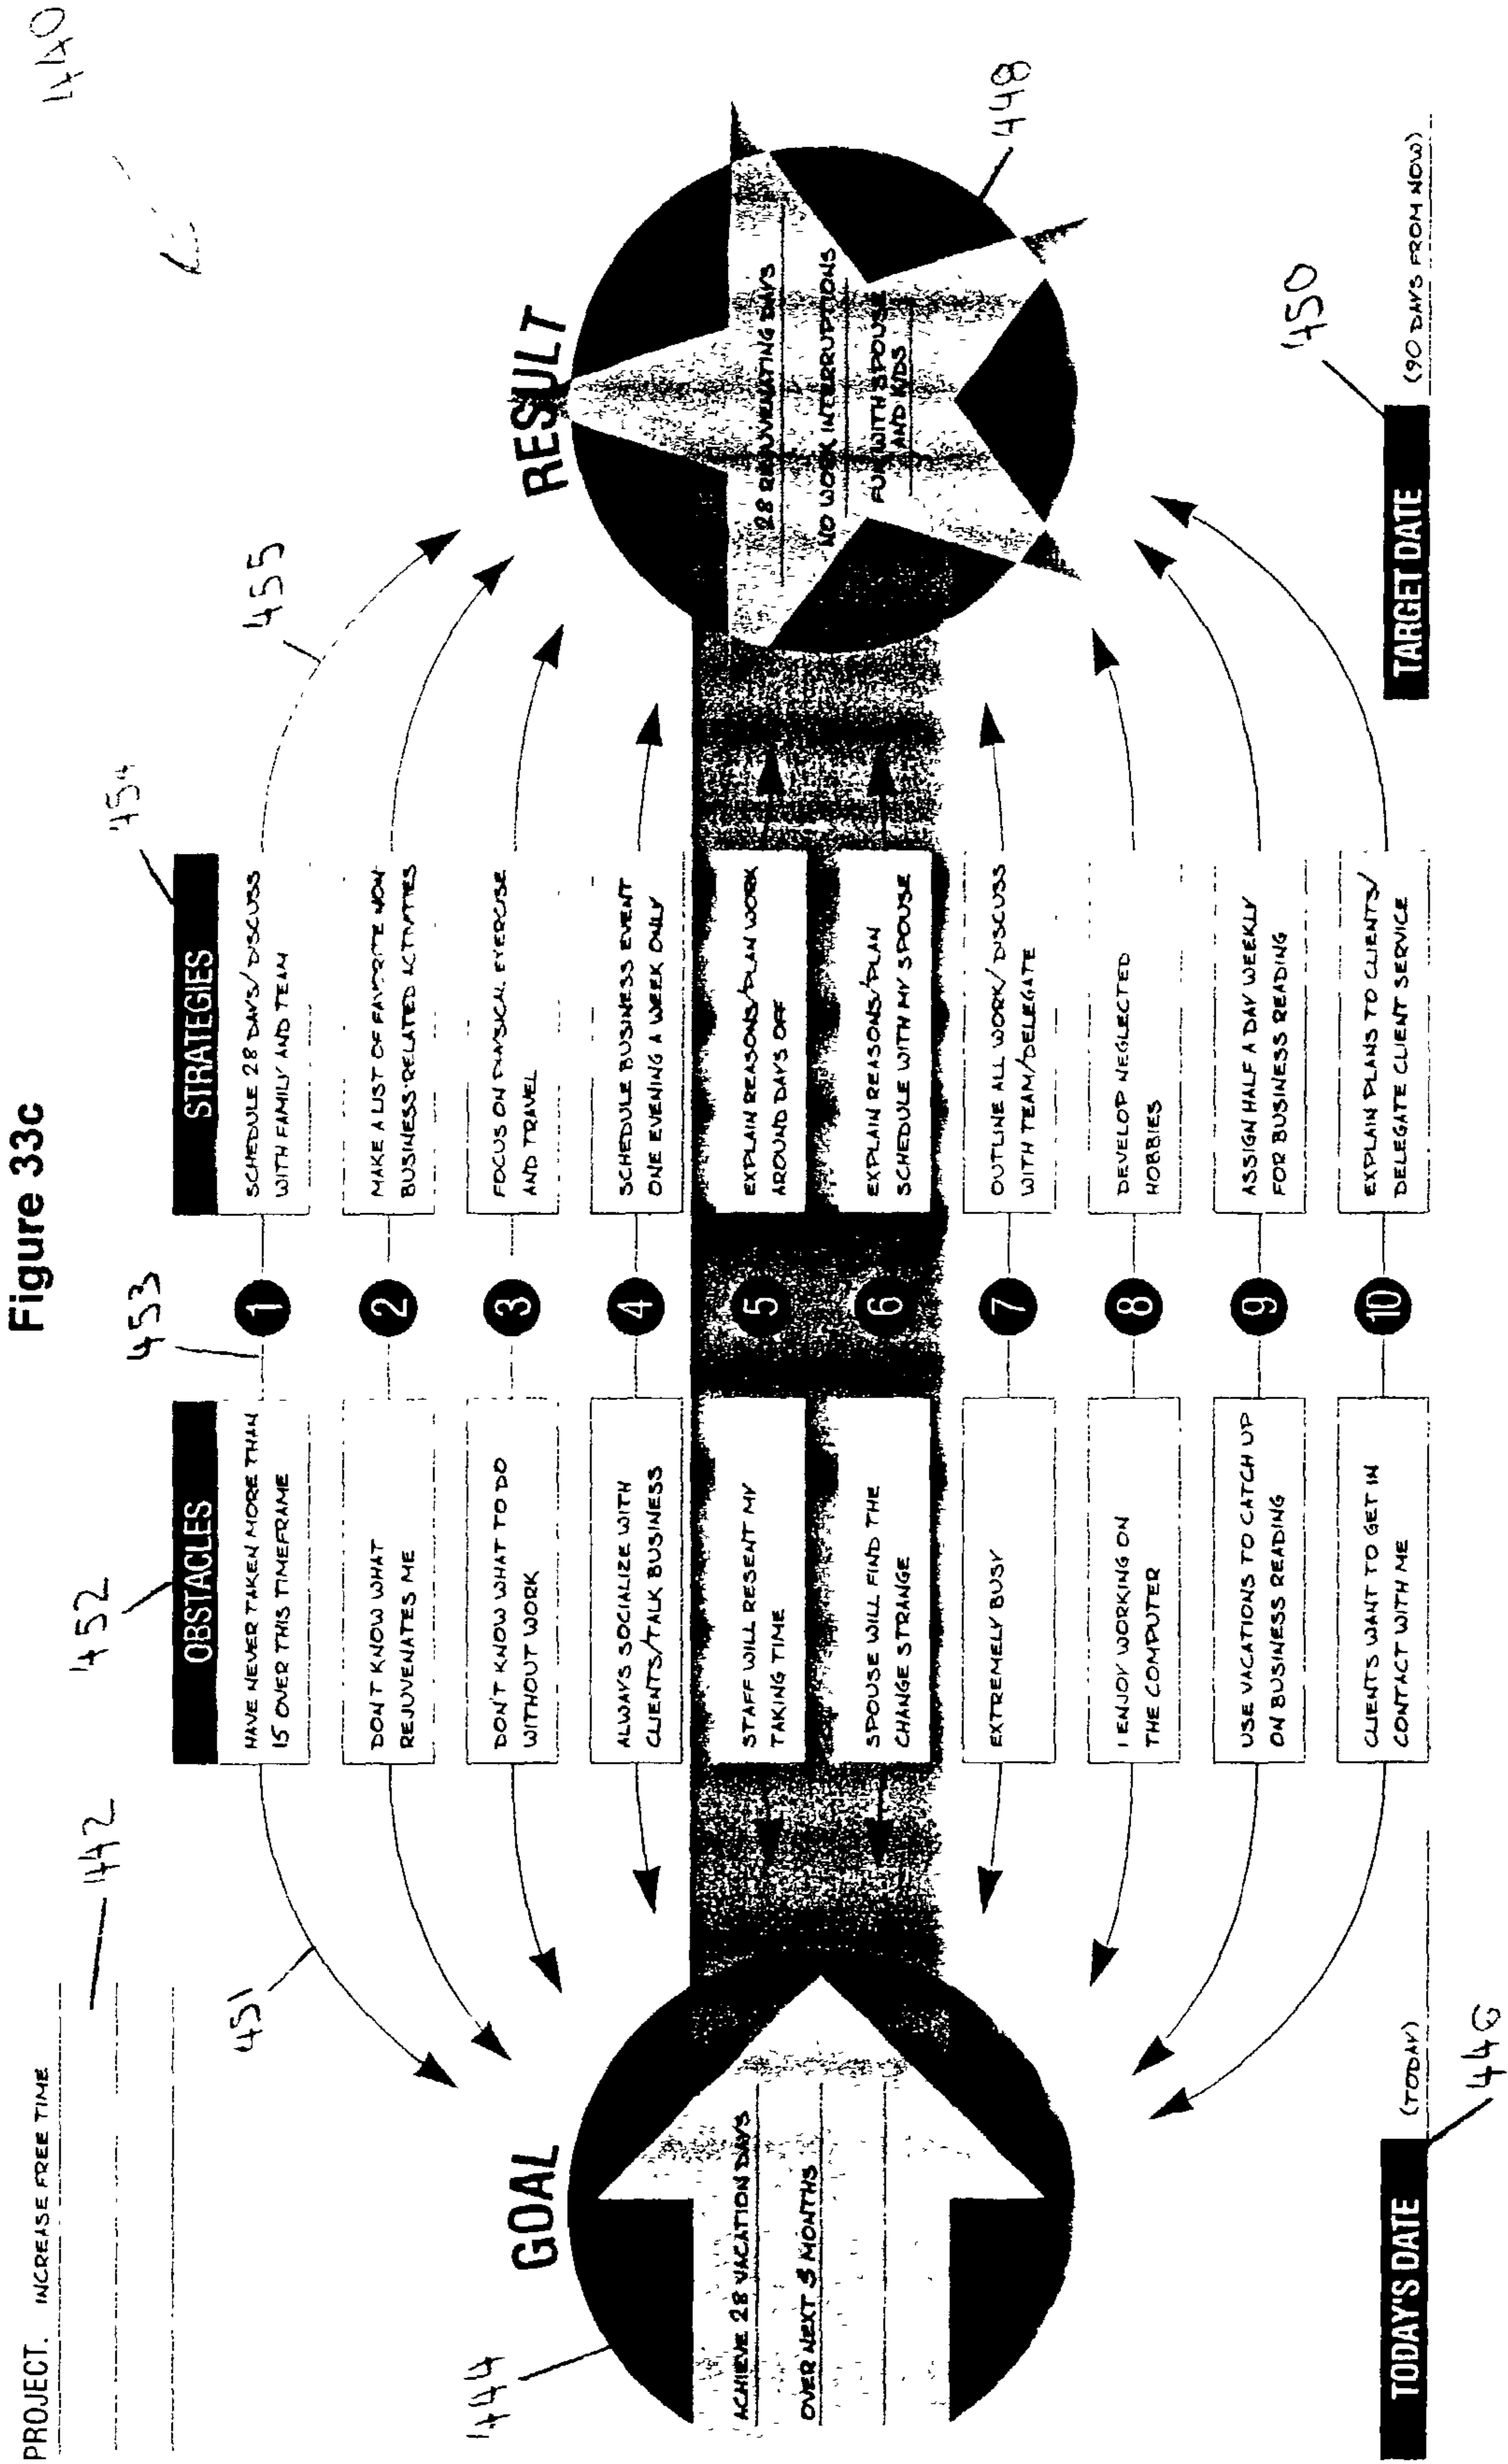 Figure 33c
440
PROJECT. INCREASE FREE TIME
442
GOAL
ACHIEVE 28 VACATION DAYS
OVER NEXT 3 MONTHS
444
451
OBSTACLES
452
453
STRATEGIES
454
455
HAVE NEVER TAKEN MORE THAN
15 OVER THIS TIMEFRAME
1
SCHEDULE 28 DAYS/DISCUSS
WITH FAMILY AND TEAM
DON'T KNOW WHAT
REJUVENATES ME
2
MAKE A LIST OF FAVORITE NON
BUSINESS-RELATED ACTIVITIES
DON'T KNOW WHAT TO DO
WITHOUT WORK
3
FOCUS ON PHYSICAL EXERCISE
AND TRAVEL
ALWAYS SOCIALIZE WITH
CLIENTS/TALK BUSINESS
4
SCHEDULE BUSINESS EVENT
ONE EVENING A WEEK ONLY
STAFF WILL RESENT MY
TAKING TIME
5
EXPLAIN REASONS/PLAN WORK
AROUND DAYS OFF
SPOUSE WILL FIND THE
CHANGE STRANGE
6
EXPLAIN REASONS/PLAN
SCHEDULE WITH MY SPOUSE
EXTREMELY BUSY
7
OUTLINE ALL WORK/DISCUSS
WITH TEAM/DELEGATE
I ENJOY WORKING ON
THE COMPUTER
8
DEVELOP NEGLECTED
HOBBIES
USE VACATIONS TO CATCH UP
ON BUSINESS READING
9
ASSIGN HALF A DAY WEEKLY
FOR BUSINESS READING
CLIENTS WANT TO GET IN
CONTACT WITH ME
10
EXPLAIN PLANS TO CLIENTS/
DELEGATE CLIENT SERVICE
RESULT
28 REJUVENATING DAYS
NO WORK INTERRUPTIONS
FUN WITH SPOUSE
AND KIDS
448
TODAY'S DATE (TODAY)
446
TARGET DATE (90 DAYS FROM NOW)
450